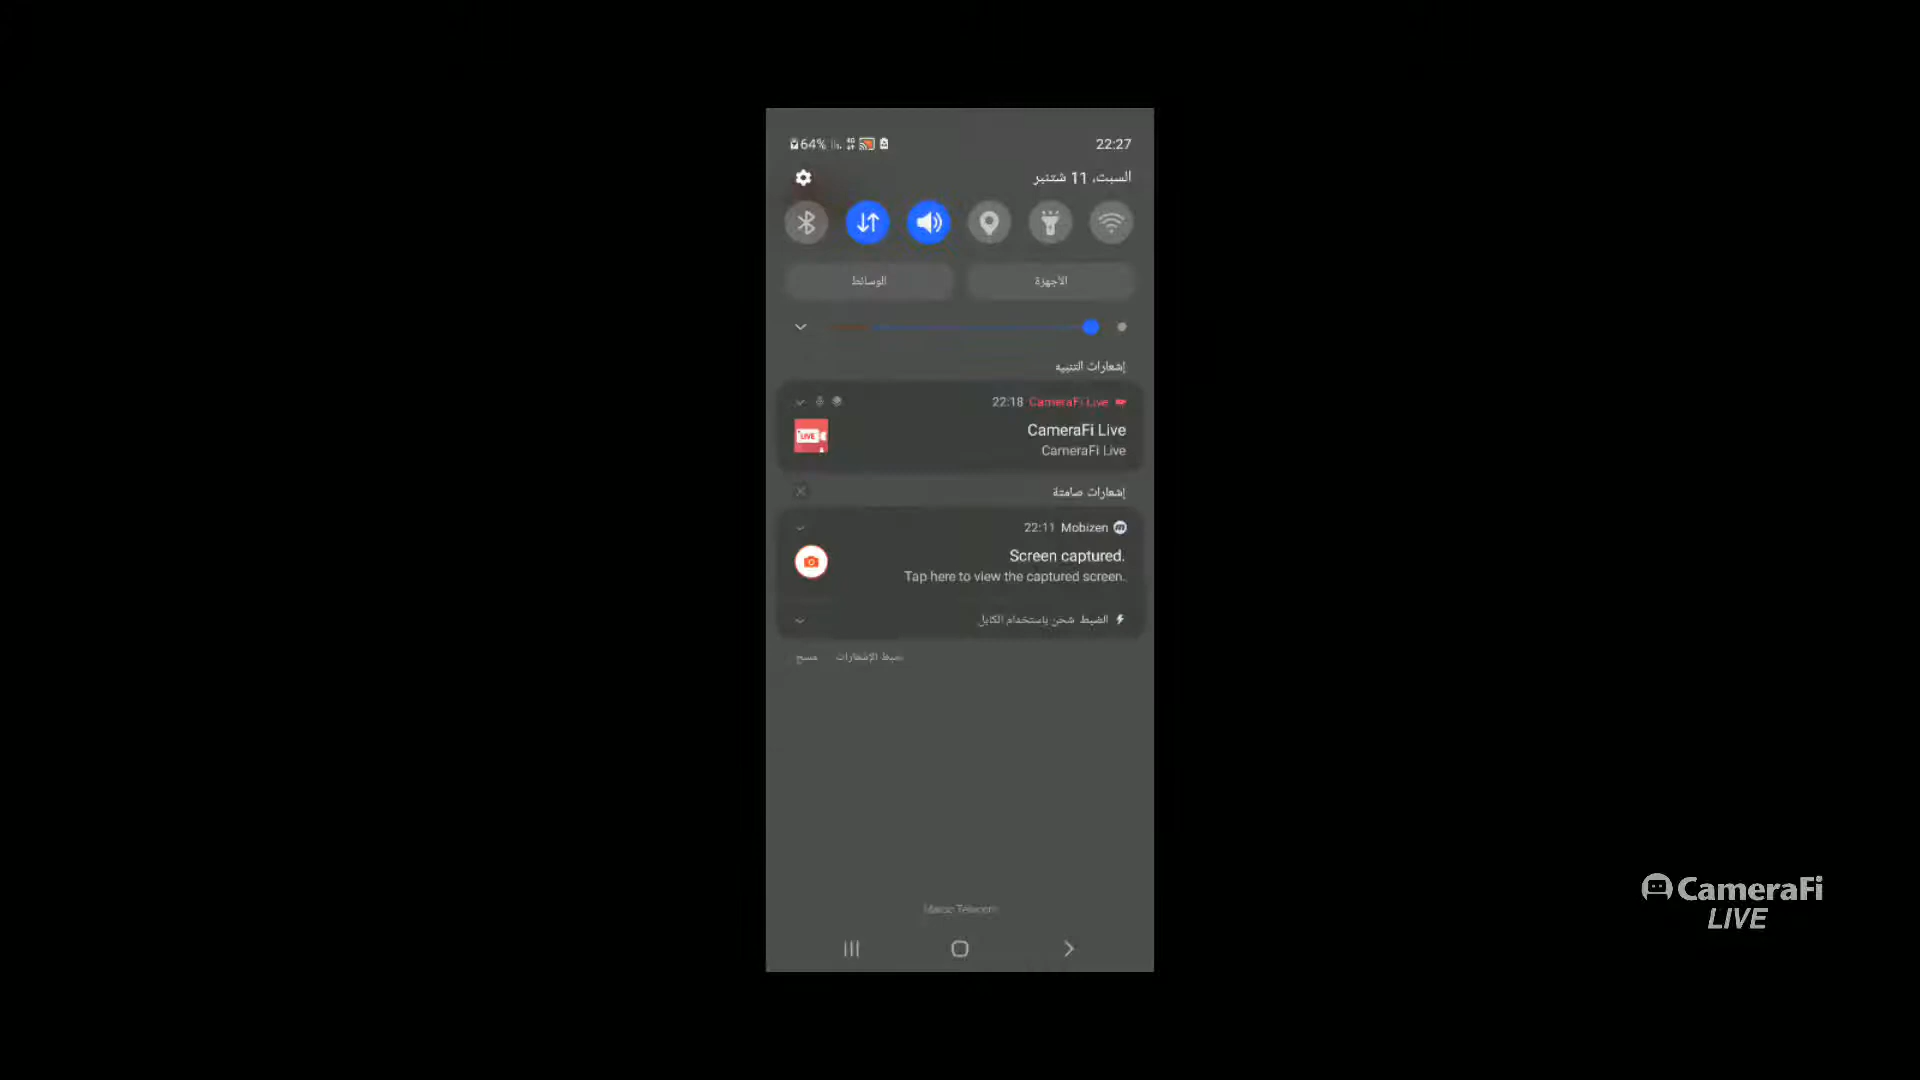 64% 22:27
السبت، 11 شتنبر
الأجهزة الوسائط
إشعارات التنبيه
CameraFi Live 22:18
CameraFi Live
CameraFi Live
إشعارات صامتة
Mobizen 22:11
Screen captured.
Tap here to view the captured screen.
الضبط شحن باستخدام الكابل
ضبط الإشعارات مسح
Maroc Telecom
CameraFi
LIVE